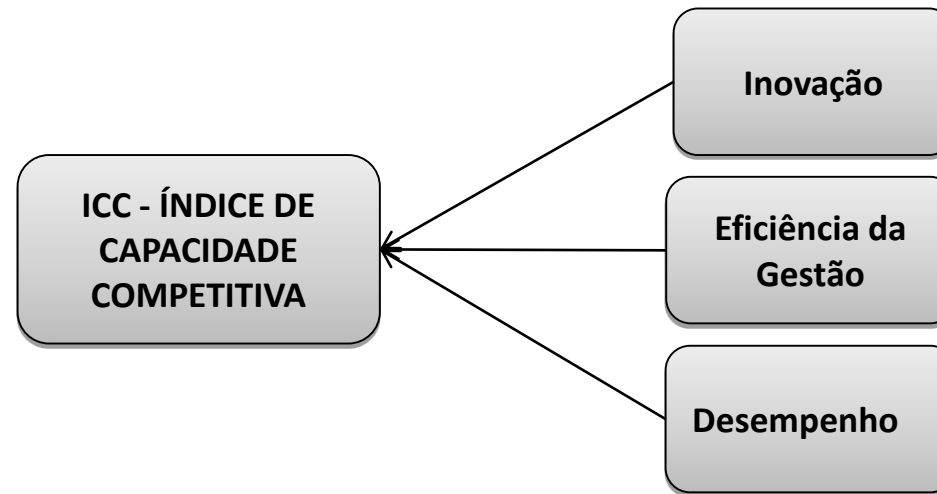 ICC - ÍNDICE DE
CAPACIDADE
COMPETITIVA
Inovação
Eficiência da
Gestão
Desempenho